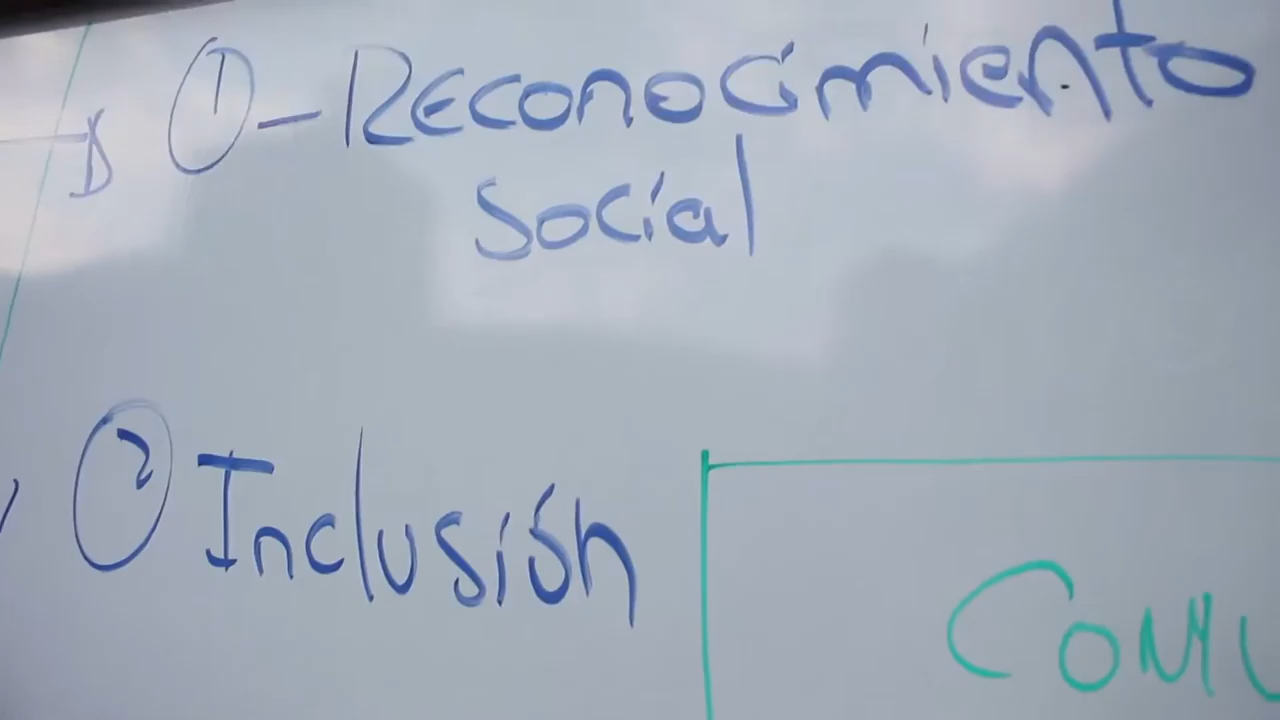 ① - Reconocimiento
social
② Inclusión